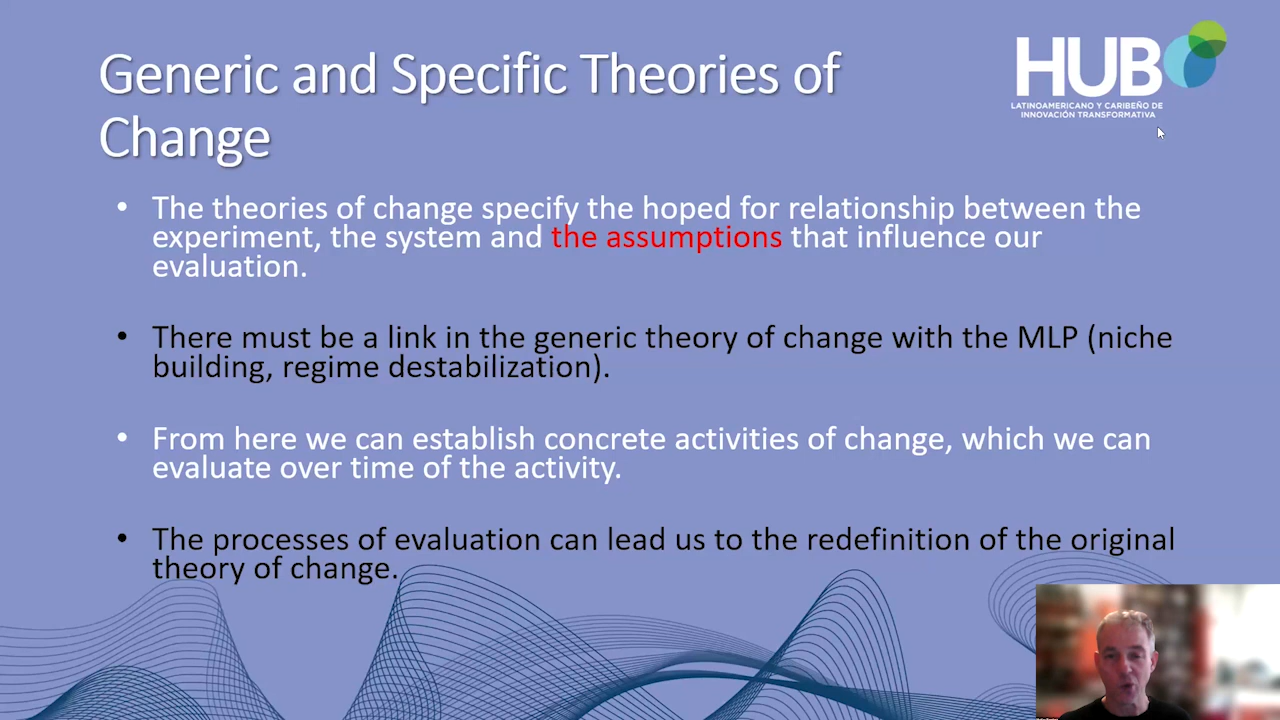 Generic and Specific Theories of
Change
HUB
LATINOAMERICANO Y CARIBEÑO DE
INNOVACIÓN TRANSFORMATIVA
• The theories of change specify the hoped for relationship between the
experiment, the system and the assumptions that influence our
evaluation.
• There must be a link in the generic theory of change with the MLP (niche
building, regime destabilization).
• From here we can establish concrete activities of change, which we can
evaluate over time of the activity.
• The processes of evaluation can lead us to the redefinition of the original
theory of change.